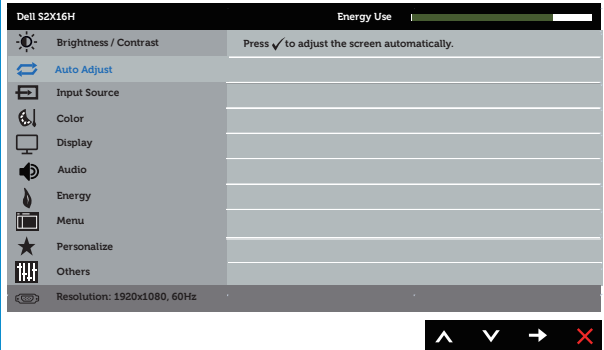 Dell S2X16H Energy Use
Brightness / Contrast Press ✓ to adjust the screen automatically.
Auto Adjust
Input Source
Color
Display
Audio
Energy
Menu
Personalize
Others
Resolution: 1920x1080, 60Hz